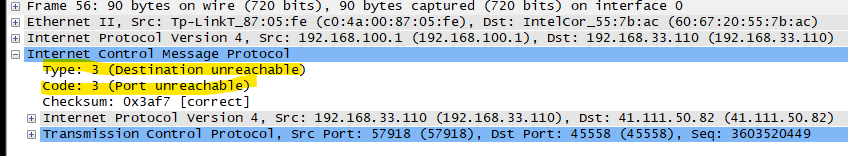 Frame 56: 90 bytes on wire (720 bits), 90 bytes captured (720 bits) on interface 0
Ethernet II, Src: Tp-LinkT_87:05:fe (c0:4a:00:87:05:fe), Dst: IntelCor_55:7b:ac (60:67:20:55:7b:ac)
Internet Protocol Version 4, Src: 192.168.100.1 (192.168.100.1), Dst: 192.168.33.110 (192.168.33.110)
Internet Control Message Protocol
Type: 3 (Destination unreachable)
Code: 3 (Port unreachable)
Checksum: 0x3af7 [correct]
Internet Protocol Version 4, Src: 192.168.33.110 (192.168.33.110), Dst: 41.111.50.82 (41.111.50.82)
Transmission Control Protocol, Src Port: 57918 (57918), Dst Port: 45558 (45558), Seq: 3603520449